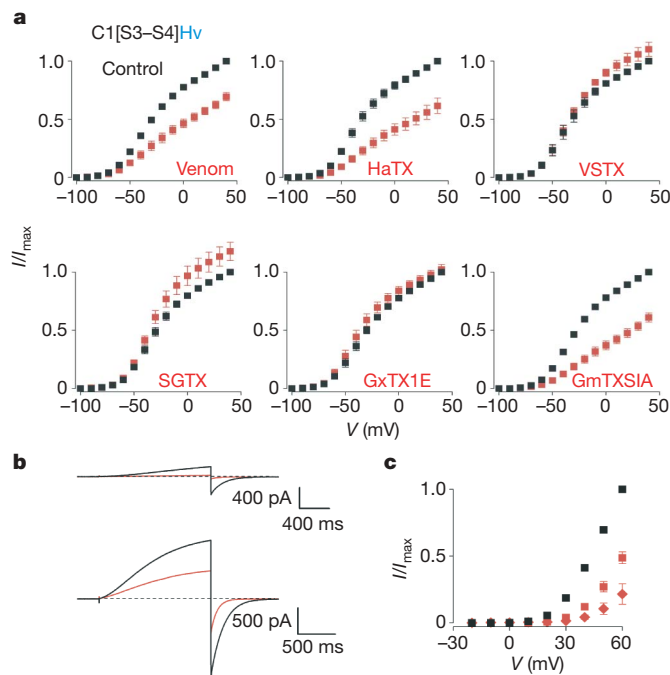 a
C1[S3–S4]Hv
Control
1.0
0.5
0
–100 –50 0 50
Venom
1.0
0.5
0
–100 –50 0 50
HaTX
1.0
0.5
0
–100 –50 0 50
VSTX
I/Imax
1.0
0.5
0
–100 –50 0 50
SGTX
1.0
0.5
0
–100 –50 0 50
GxTX1E
1.0
0.5
0
–100 –50 0 50
GmTXSIA
V (mV)
b
400 pA
400 ms
500 pA
500 ms
c
I/Imax
1.0
0.5
0
–30 0 30 60
V (mV)